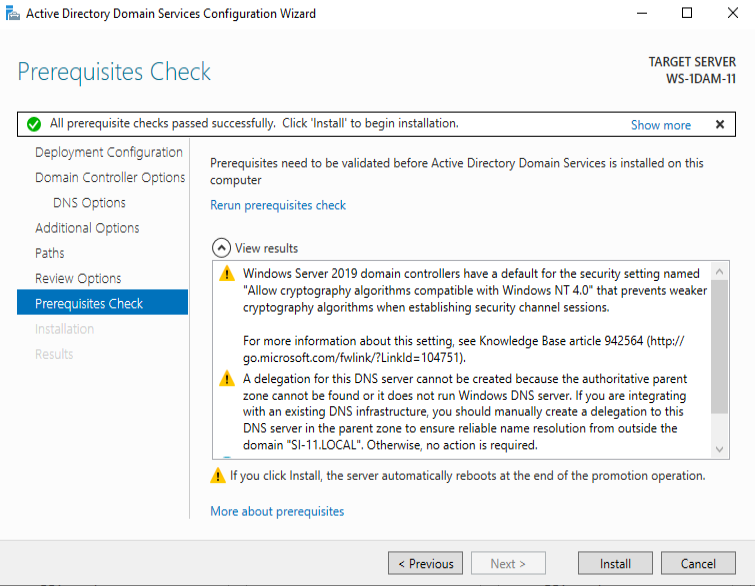 Active Directory Domain Services Configuration Wizard
Prerequisites Check
TARGET SERVER
WS-1DAM-11
All prerequisite checks passed successfully.  Click 'Install' to begin installation.
Show more
Deployment Configuration
Domain Controller Options
DNS Options
Additional Options
Paths
Review Options
Prerequisites Check
Installation
Results
Prerequisites need to be validated before Active Directory Domain Services is installed on this
computer
Rerun prerequisites check
View results
Windows Server 2019 domain controllers have a default for the security setting named
"Allow cryptography algorithms compatible with Windows NT 4.0" that prevents weaker
cryptography algorithms when establishing security channel sessions.
For more information about this setting, see Knowledge Base article 942564 (http://
go.microsoft.com/fwlink/?LinkId=104751).
A delegation for this DNS server cannot be created because the authoritative parent
zone cannot be found or it does not run Windows DNS server. If you are integrating
with an existing DNS infrastructure, you should manually create a delegation to this
DNS server in the parent zone to ensure reliable name resolution from outside the
domain "SI-11.LOCAL". Otherwise, no action is required.
If you click Install, the server automatically reboots at the end of the promotion operation.
More about prerequisites
< Previous
Next >
Install
Cancel